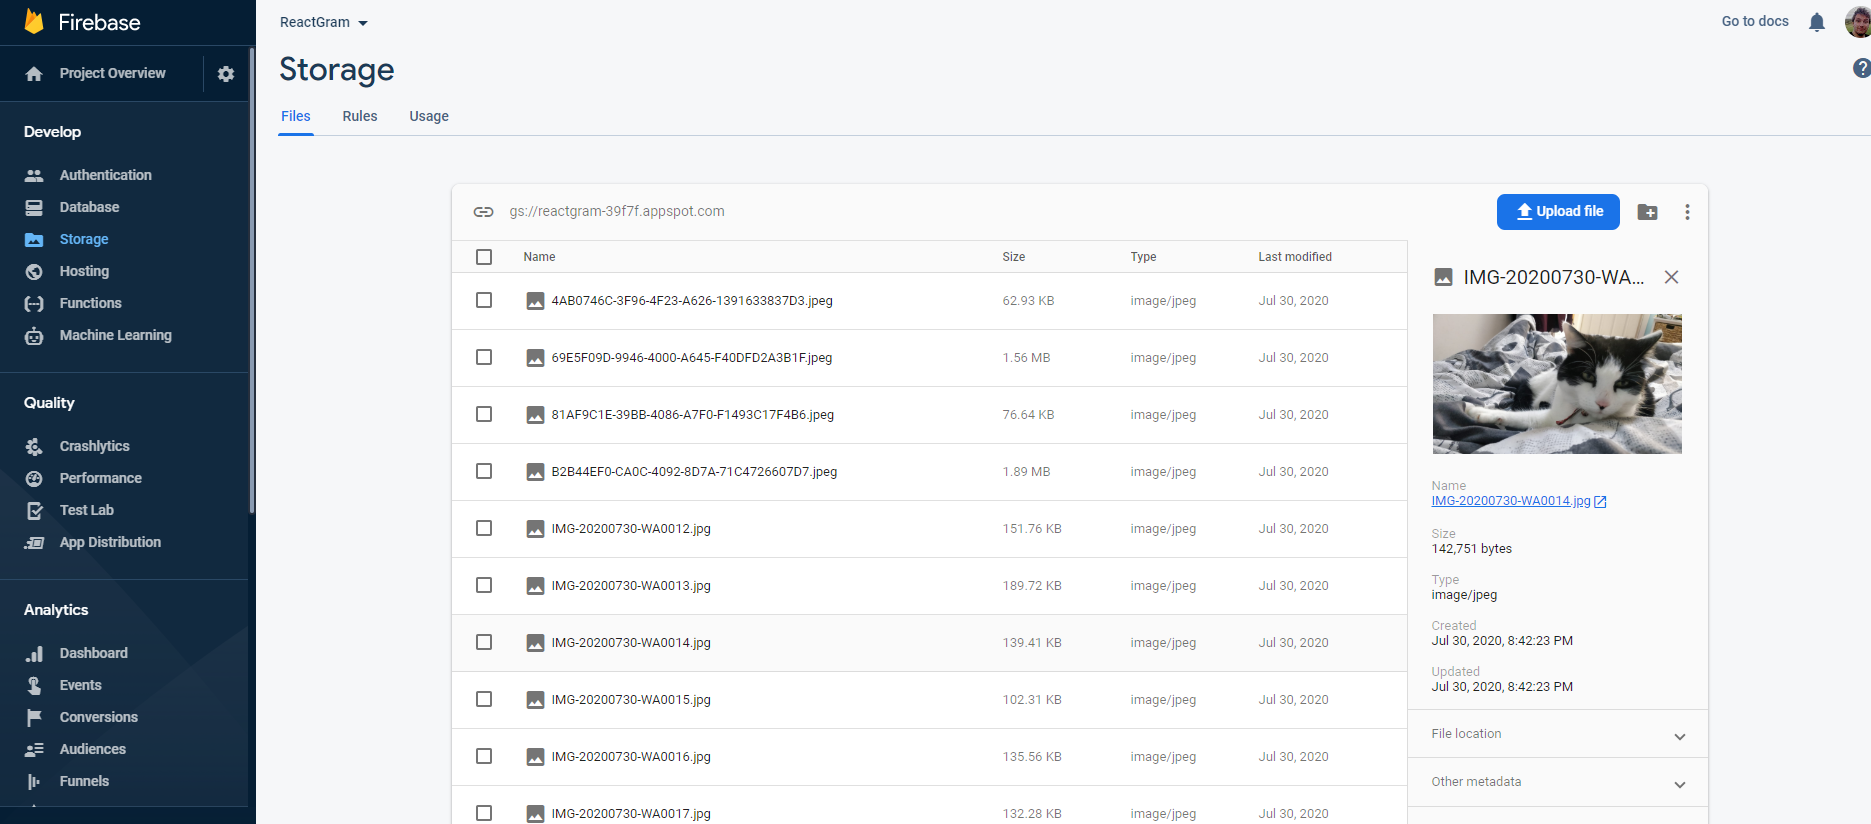 Firebase
Project Overview
Develop
Authentication
Database
Storage
Hosting
Functions
Machine Learning
Quality
Crashlytics
Performance
Test Lab
App Distribution
Analytics
Dashboard
Events
Conversions
Audiences
Funnels
ReactGram
Go to docs
Storage
Files Rules Usage
gs://reactgram-39f7f.appspot.com
Upload file
Name Size Type Last modified
4AB0746C-3F96-4F23-A626-1391633837D3.jpeg 62.93 KB image/jpeg Jul 30, 2020
69E5F09D-9946-4000-A645-F40DFD2A3B1F.jpeg 1.56 MB image/jpeg Jul 30, 2020
81AF9C1E-39BB-4086-A7F0-F1493C17F4B6.jpeg 76.64 KB image/jpeg Jul 30, 2020
B2B44EF0-CA0C-4092-8D7A-71C4726607D7.jpeg 1.89 MB image/jpeg Jul 30, 2020
IMG-20200730-WA0012.jpg 151.76 KB image/jpeg Jul 30, 2020
IMG-20200730-WA0013.jpg 189.72 KB image/jpeg Jul 30, 2020
IMG-20200730-WA0014.jpg 139.41 KB image/jpeg Jul 30, 2020
IMG-20200730-WA0015.jpg 102.31 KB image/jpeg Jul 30, 2020
IMG-20200730-WA0016.jpg 135.56 KB image/jpeg Jul 30, 2020
IMG-20200730-WA0017.jpg 132.28 KB image/jpeg Jul 30, 2020
IMG-20200730-WA...
Name
IMG-20200730-WA0014.jpg
Size
142,751 bytes
Type
image/jpeg
Created
Jul 30, 2020, 8:42:23 PM
Updated
Jul 30, 2020, 8:42:23 PM
File location
Other metadata